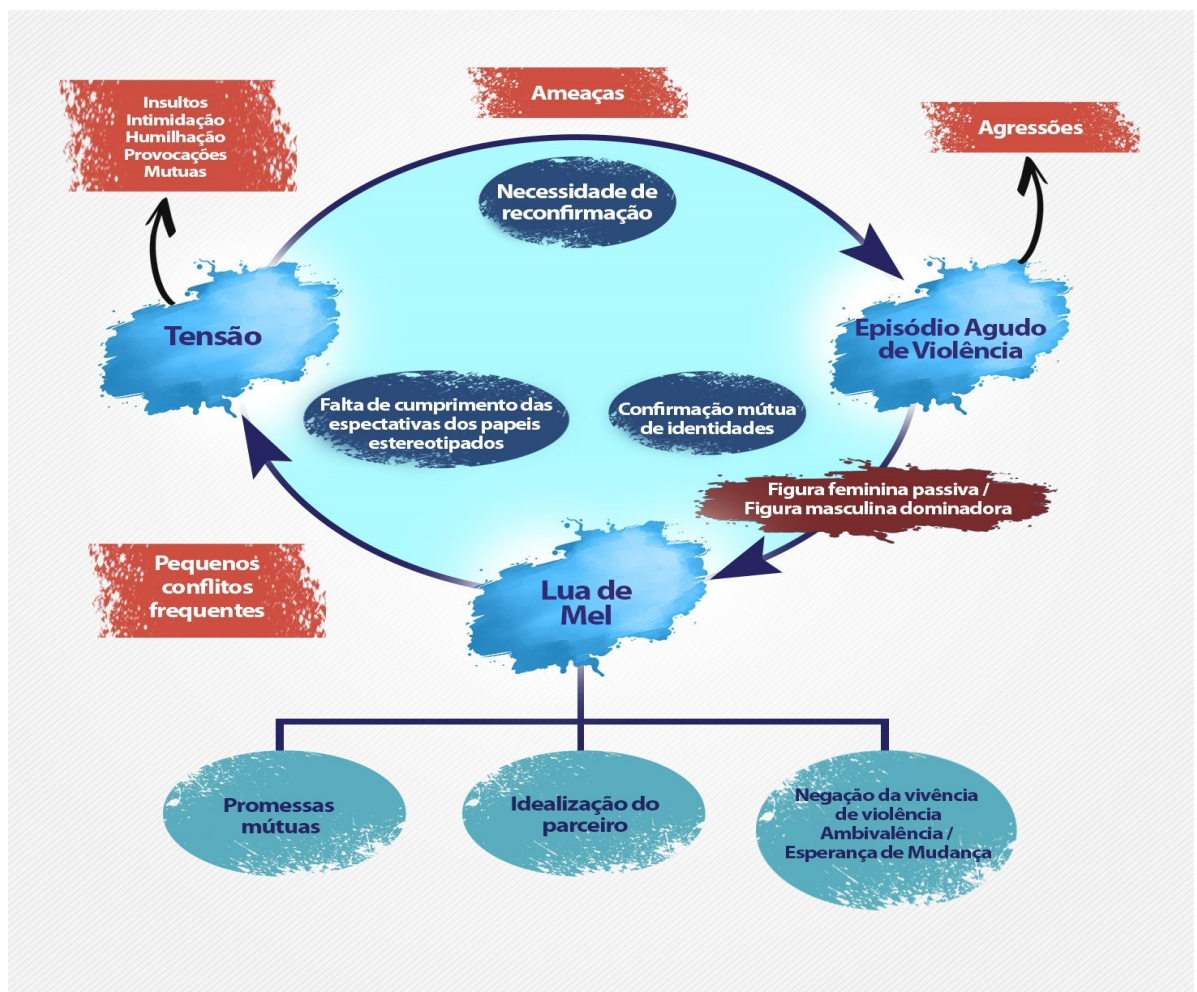 Insultos
Intimidação
Humilhação
Provocações
Mutuas
Ameaças
Agressões
Necessidade de
reconfirmação
Tensão
Episódio Agudo
de Violência
Falta de cumprimento das
espectativas dos papeis
estereotipados
Confirmação mútua
de identidades
Figura feminina passiva /
Figura masculina dominadora
Pequenos
conflitos
frequentes
Lua de
Mel
Promessas
mútuas
Idealização do
parceiro
Negação da vivência
de violência
Ambivalência /
Esperança de Mudança